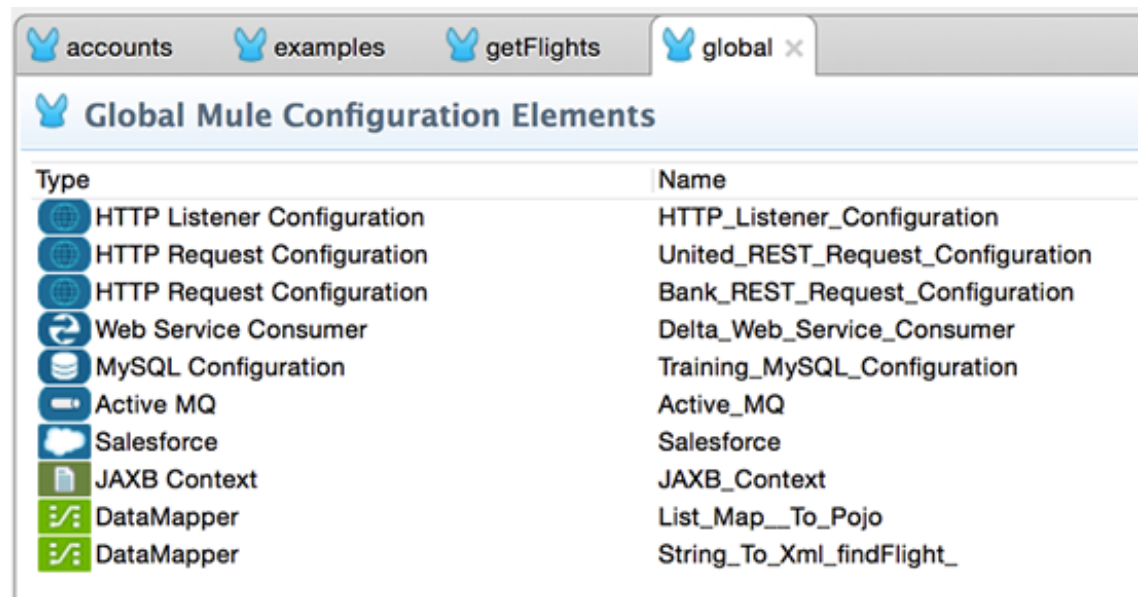 accounts examples getFlights global
Global Mule Configuration Elements
Type Name
HTTP Listener Configuration HTTP_Listener_Configuration
HTTP Request Configuration United_REST_Request_Configuration
HTTP Request Configuration Bank_REST_Request_Configuration
Web Service Consumer Delta_Web_Service_Consumer
MySQL Configuration Training_MySQL_Configuration
Active MQ Active_MQ
Salesforce Salesforce
JAXB Context JAXB_Context
DataMapper List_Map__To_Pojo
DataMapper String_To_Xml_findFlight_